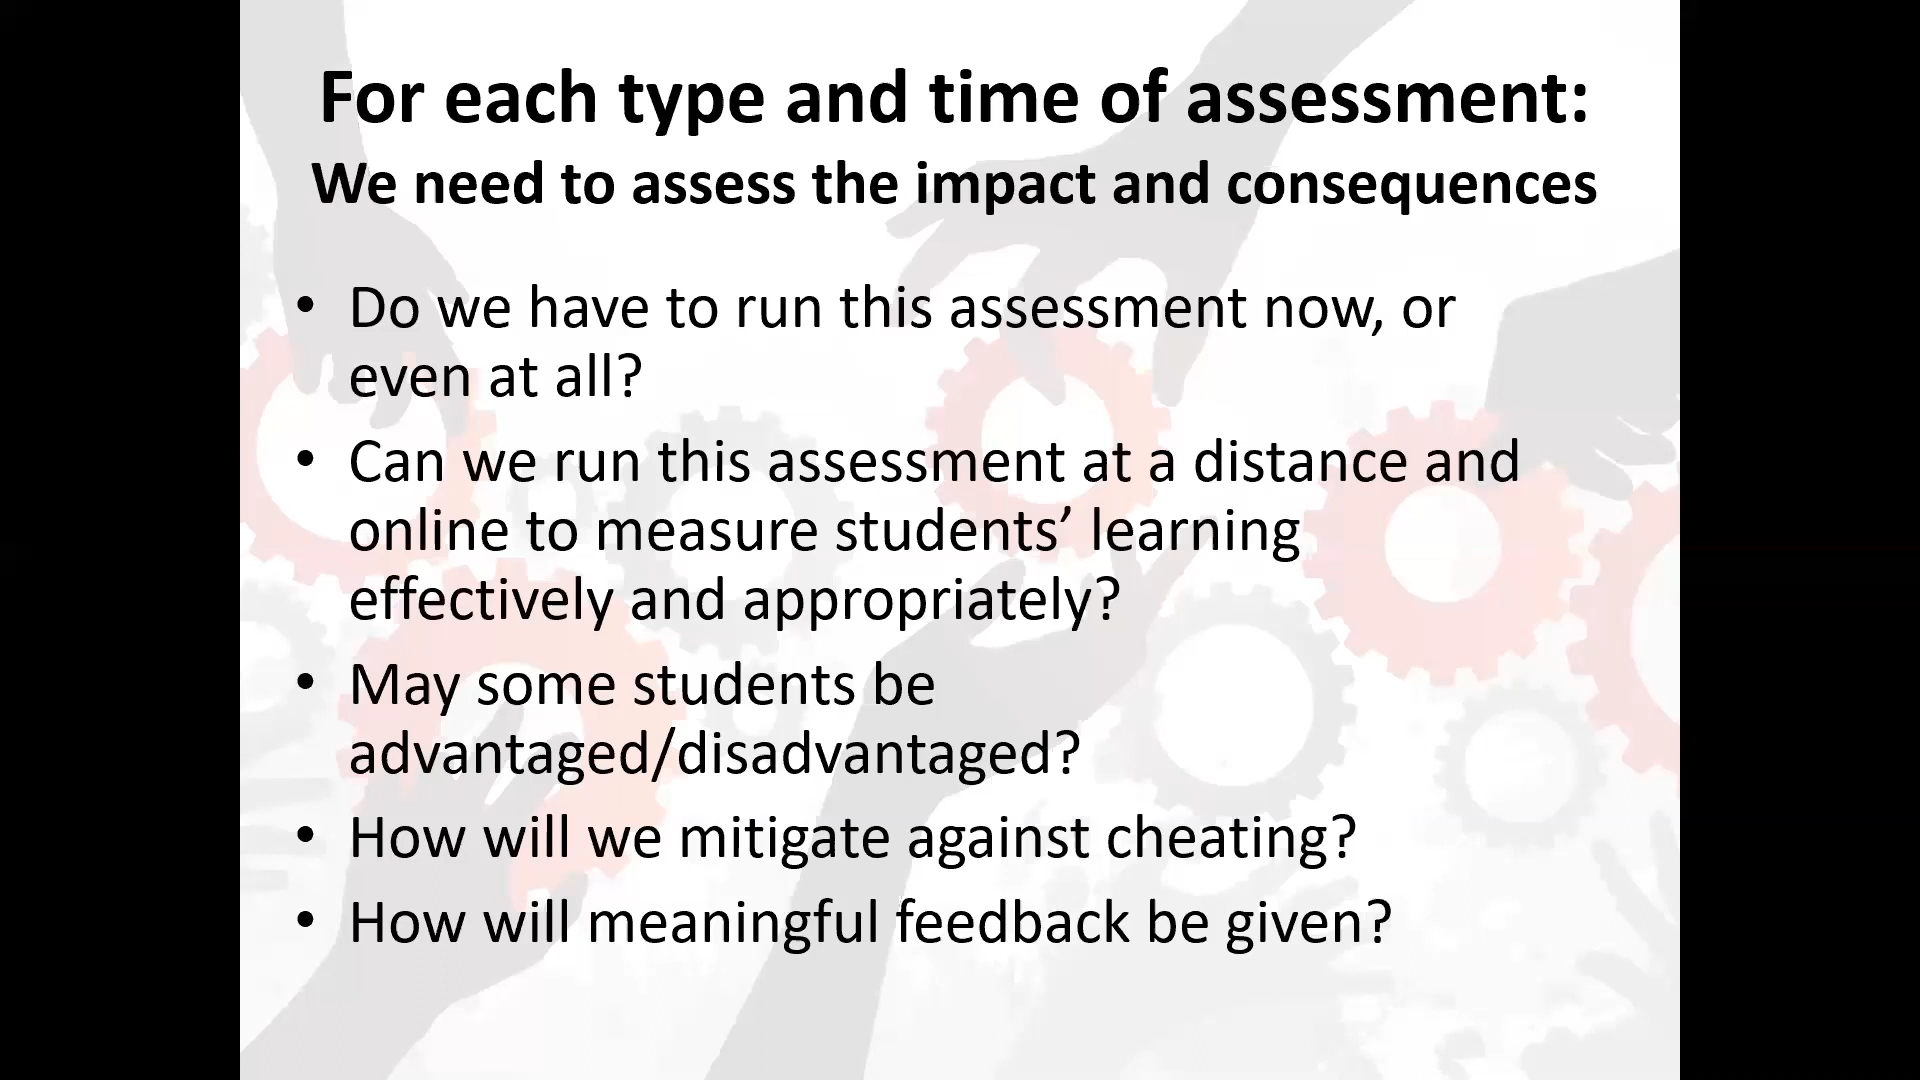 For each type and time of assessment:
We need to assess the impact and consequences
• Do we have to run this assessment now, or
even at all?
• Can we run this assessment at a distance and
online to measure students’ learning
effectively and appropriately?
• May some students be
advantaged/disadvantaged?
• How will we mitigate against cheating?
• How will meaningful feedback be given?